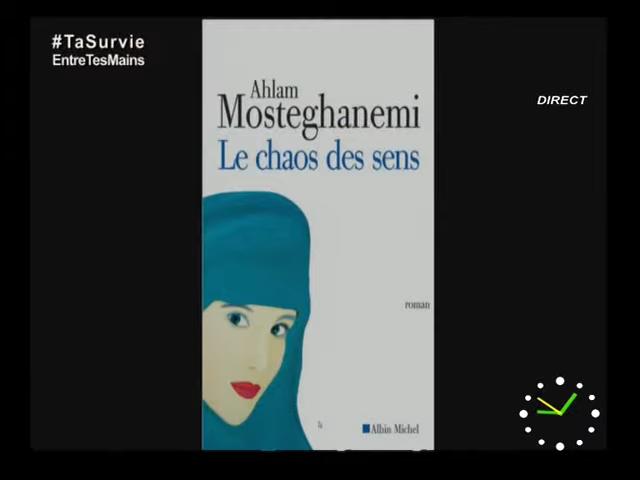 #TaSurvie
EntreTesMains
DIRECT
Ahlam
Mosteghanemi
Le chaos des sens
roman
Albin Michel